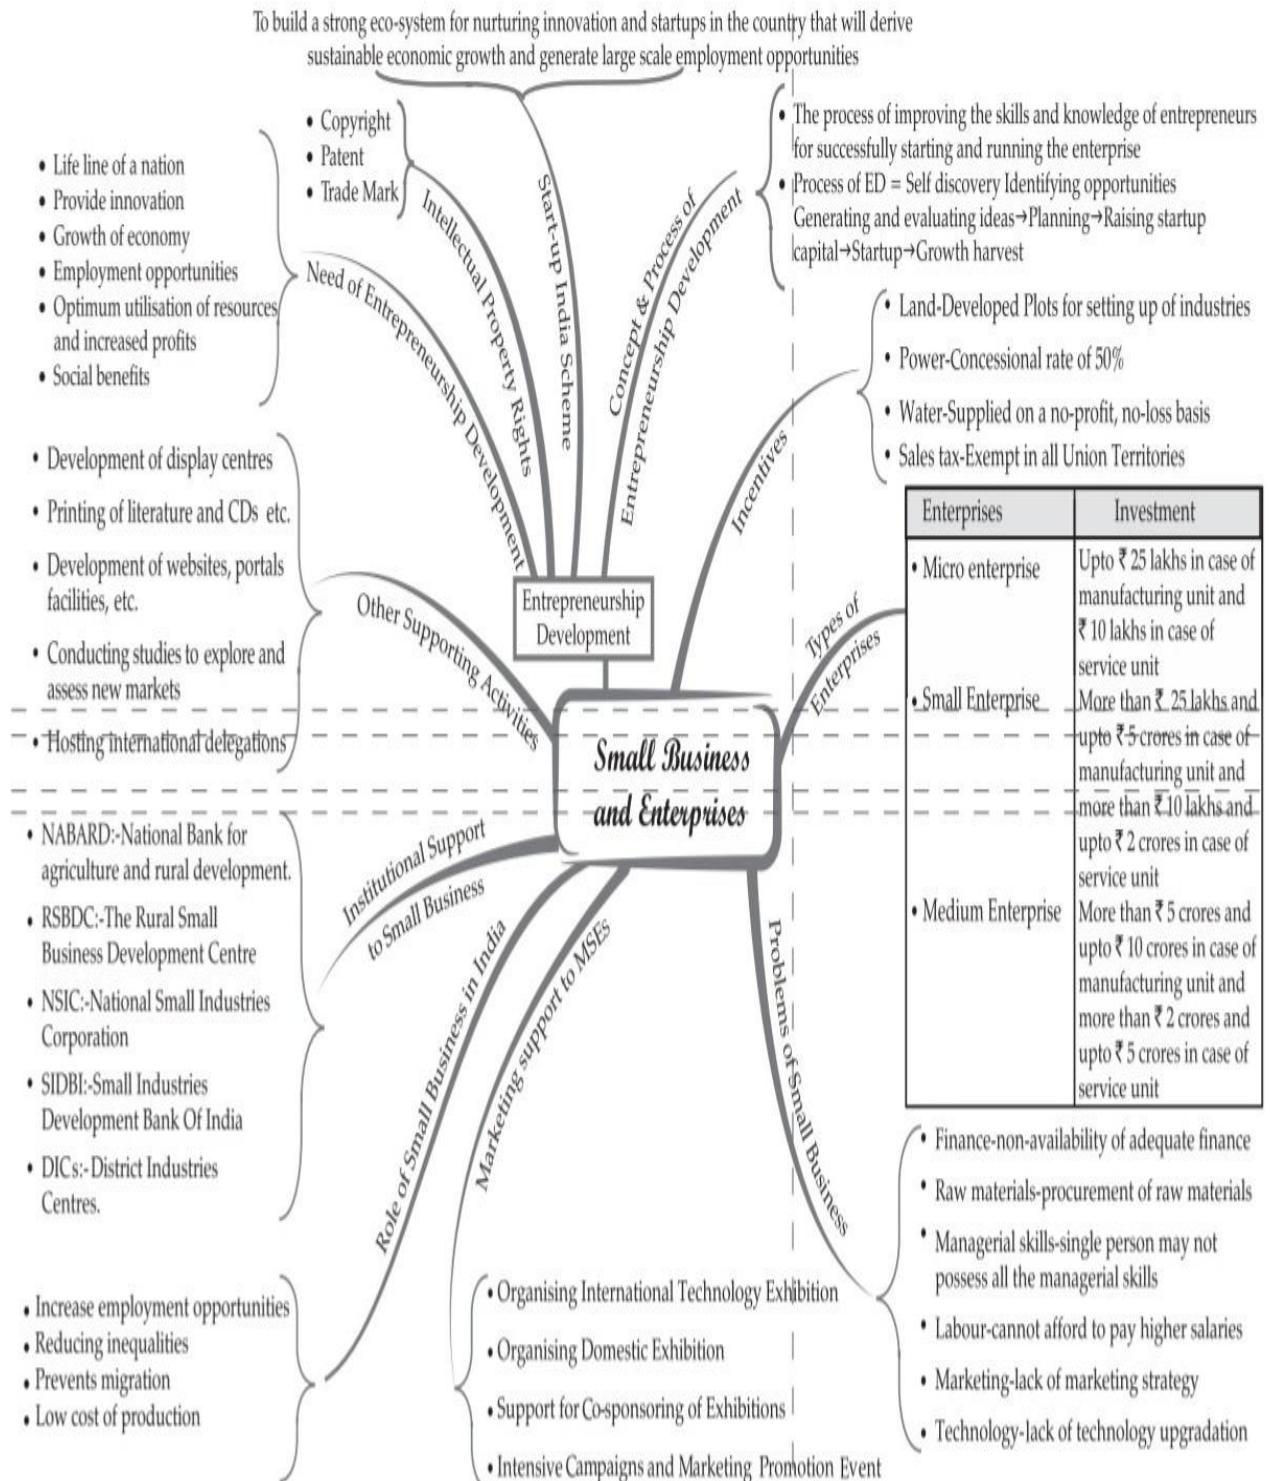 To build a strong eco-system for nurturing innovation and startups in the country that will derive
sustainable economic growth and generate large scale employment opportunities
• Copyright
• Patent
• Trade Mark
Intellectual Property Rights
Start-up India Scheme
Concept & Process of
Entrepreneurship Development
• The process of improving the skills and knowledge of entrepreneurs
for successfully starting and running the enterprise
• Process of ED = Self discovery Identifying opportunities
Generating and evaluating ideas→Planning→Raising startup
capital→Startup→Growth harvest
• Life line of a nation
• Provide innovation
• Growth of economy
• Employment opportunities
• Optimum utilisation of resources
and increased profits
• Social benefits
Need of Entrepreneurship Development
Entrepreneurship
Development
Incentives
• Land-Developed Plots for setting up of industries
• Power-Concessional rate of 50%
• Water-Supplied on a no-profit, no-loss basis
• Sales tax-Exempt in all Union Territories
• Development of display centres
• Printing of literature and CDs etc.
• Development of websites, portals
facilities, etc.
• Conducting studies to explore and
assess new markets
• Hosting international delegations
Other Supporting Activities
Small Business
and Enterprises
Types of
Enterprises
Enterprises Investment
• Micro enterprise
Upto ₹ 25 lakhs in case of
manufacturing unit and
₹ 10 lakhs in case of
service unit
• Small Enterprise
More than ₹ 25 lakhs and
upto ₹ 5 crores in case of
manufacturing unit and
more than ₹ 10 lakhs and
upto ₹ 2 crores in case of
service unit
• Medium Enterprise
More than ₹ 5 crores and
upto ₹ 10 crores in case of
manufacturing unit and
more than ₹ 2 crores and
upto ₹ 5 crores in case of
service unit
• NABARD:-National Bank for
agriculture and rural development.
• RSBDC:-The Rural Small
Business Development Centre
• NSIC:-National Small Industries
Corporation
• SIDBI:-Small Industries
Development Bank Of India
• DICs:-District Industries
Centres.
Institutional Support
to Small Business
Role of Small Business in India
• Increase employment opportunities
• Reducing inequalities
• Prevents migration
• Low cost of production
Marketing support to MSEs
• Organising International Technology Exhibition
• Organising Domestic Exhibition
• Support for Co-sponsoring of Exhibitions
• Intensive Campaigns and Marketing Promotion Event
Problems of Small Business
• Finance-non-availability of adequate finance
• Raw materials-procurement of raw materials
• Managerial skills-single person may not
possess all the managerial skills
• Labour-cannot afford to pay higher salaries
• Marketing-lack of marketing strategy
• Technology-lack of technology upgradation